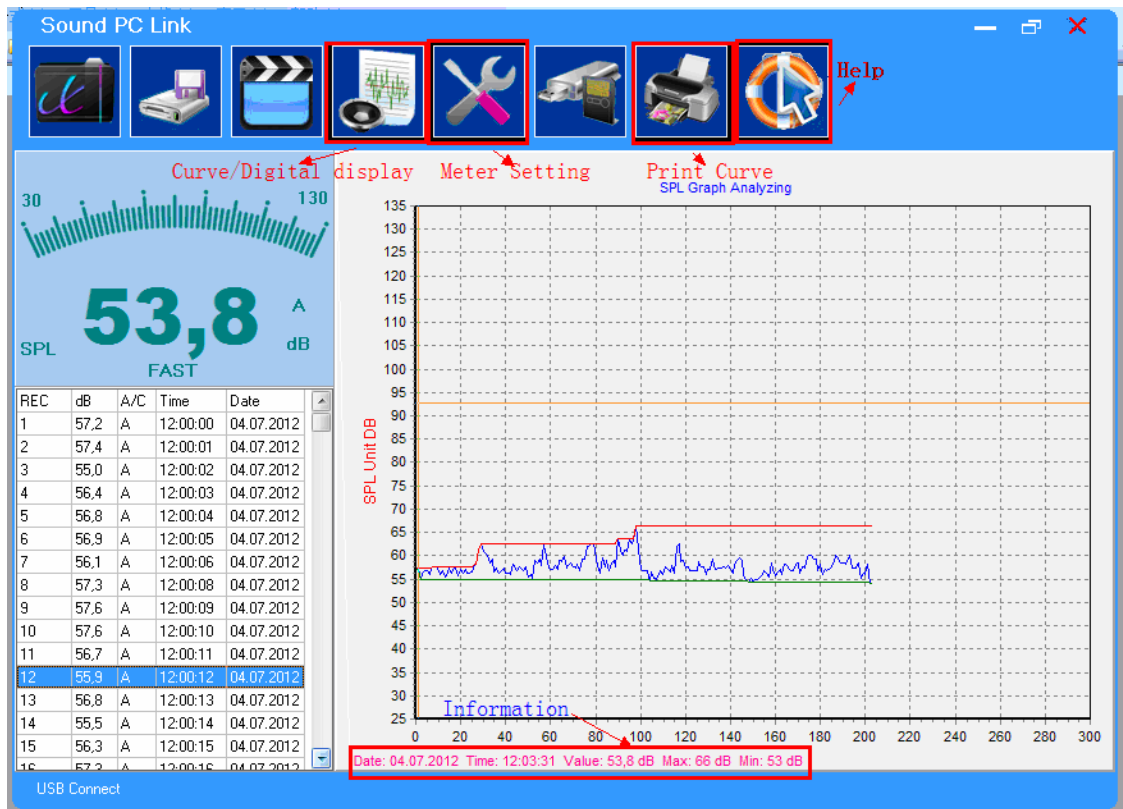 Sound PC Link
Help
Curve/Digital display Meter Setting Print Curve
30 130
53,8 A
SPL dB
FAST
REC dB A/C Time Date
1 57,2 A 12:00:00 04.07.2012
2 57,4 A 12:00:01 04.07.2012
3 55,0 A 12:00:02 04.07.2012
4 56,4 A 12:00:03 04.07.2012
5 56,8 A 12:00:04 04.07.2012
6 56,9 A 12:00:05 04.07.2012
7 56,1 A 12:00:06 04.07.2012
8 57,3 A 12:00:08 04.07.2012
9 57,6 A 12:00:09 04.07.2012
10 57,6 A 12:00:10 04.07.2012
11 56,7 A 12:00:11 04.07.2012
12 55,9 A 12:00:12 04.07.2012
13 56,8 A 12:00:13 04.07.2012
14 55,5 A 12:00:14 04.07.2012
15 56,3 A 12:00:15 04.07.2012
16 57,2 A 12:00:16 04.07.2012
SPL Graph Analyzing
SPL Unit DB
135
130
125
120
115
110
105
100
95
90
85
80
75
70
65
60
55
50
45
40
35
30
25
0 20 40 60 80 100 120 140 160 180 200 220 240 260 280 300
Information
Date: 04.07.2012 Time: 12:03:31 Value: 53,8 dB Max: 66 dB Min: 53 dB
USB Connect